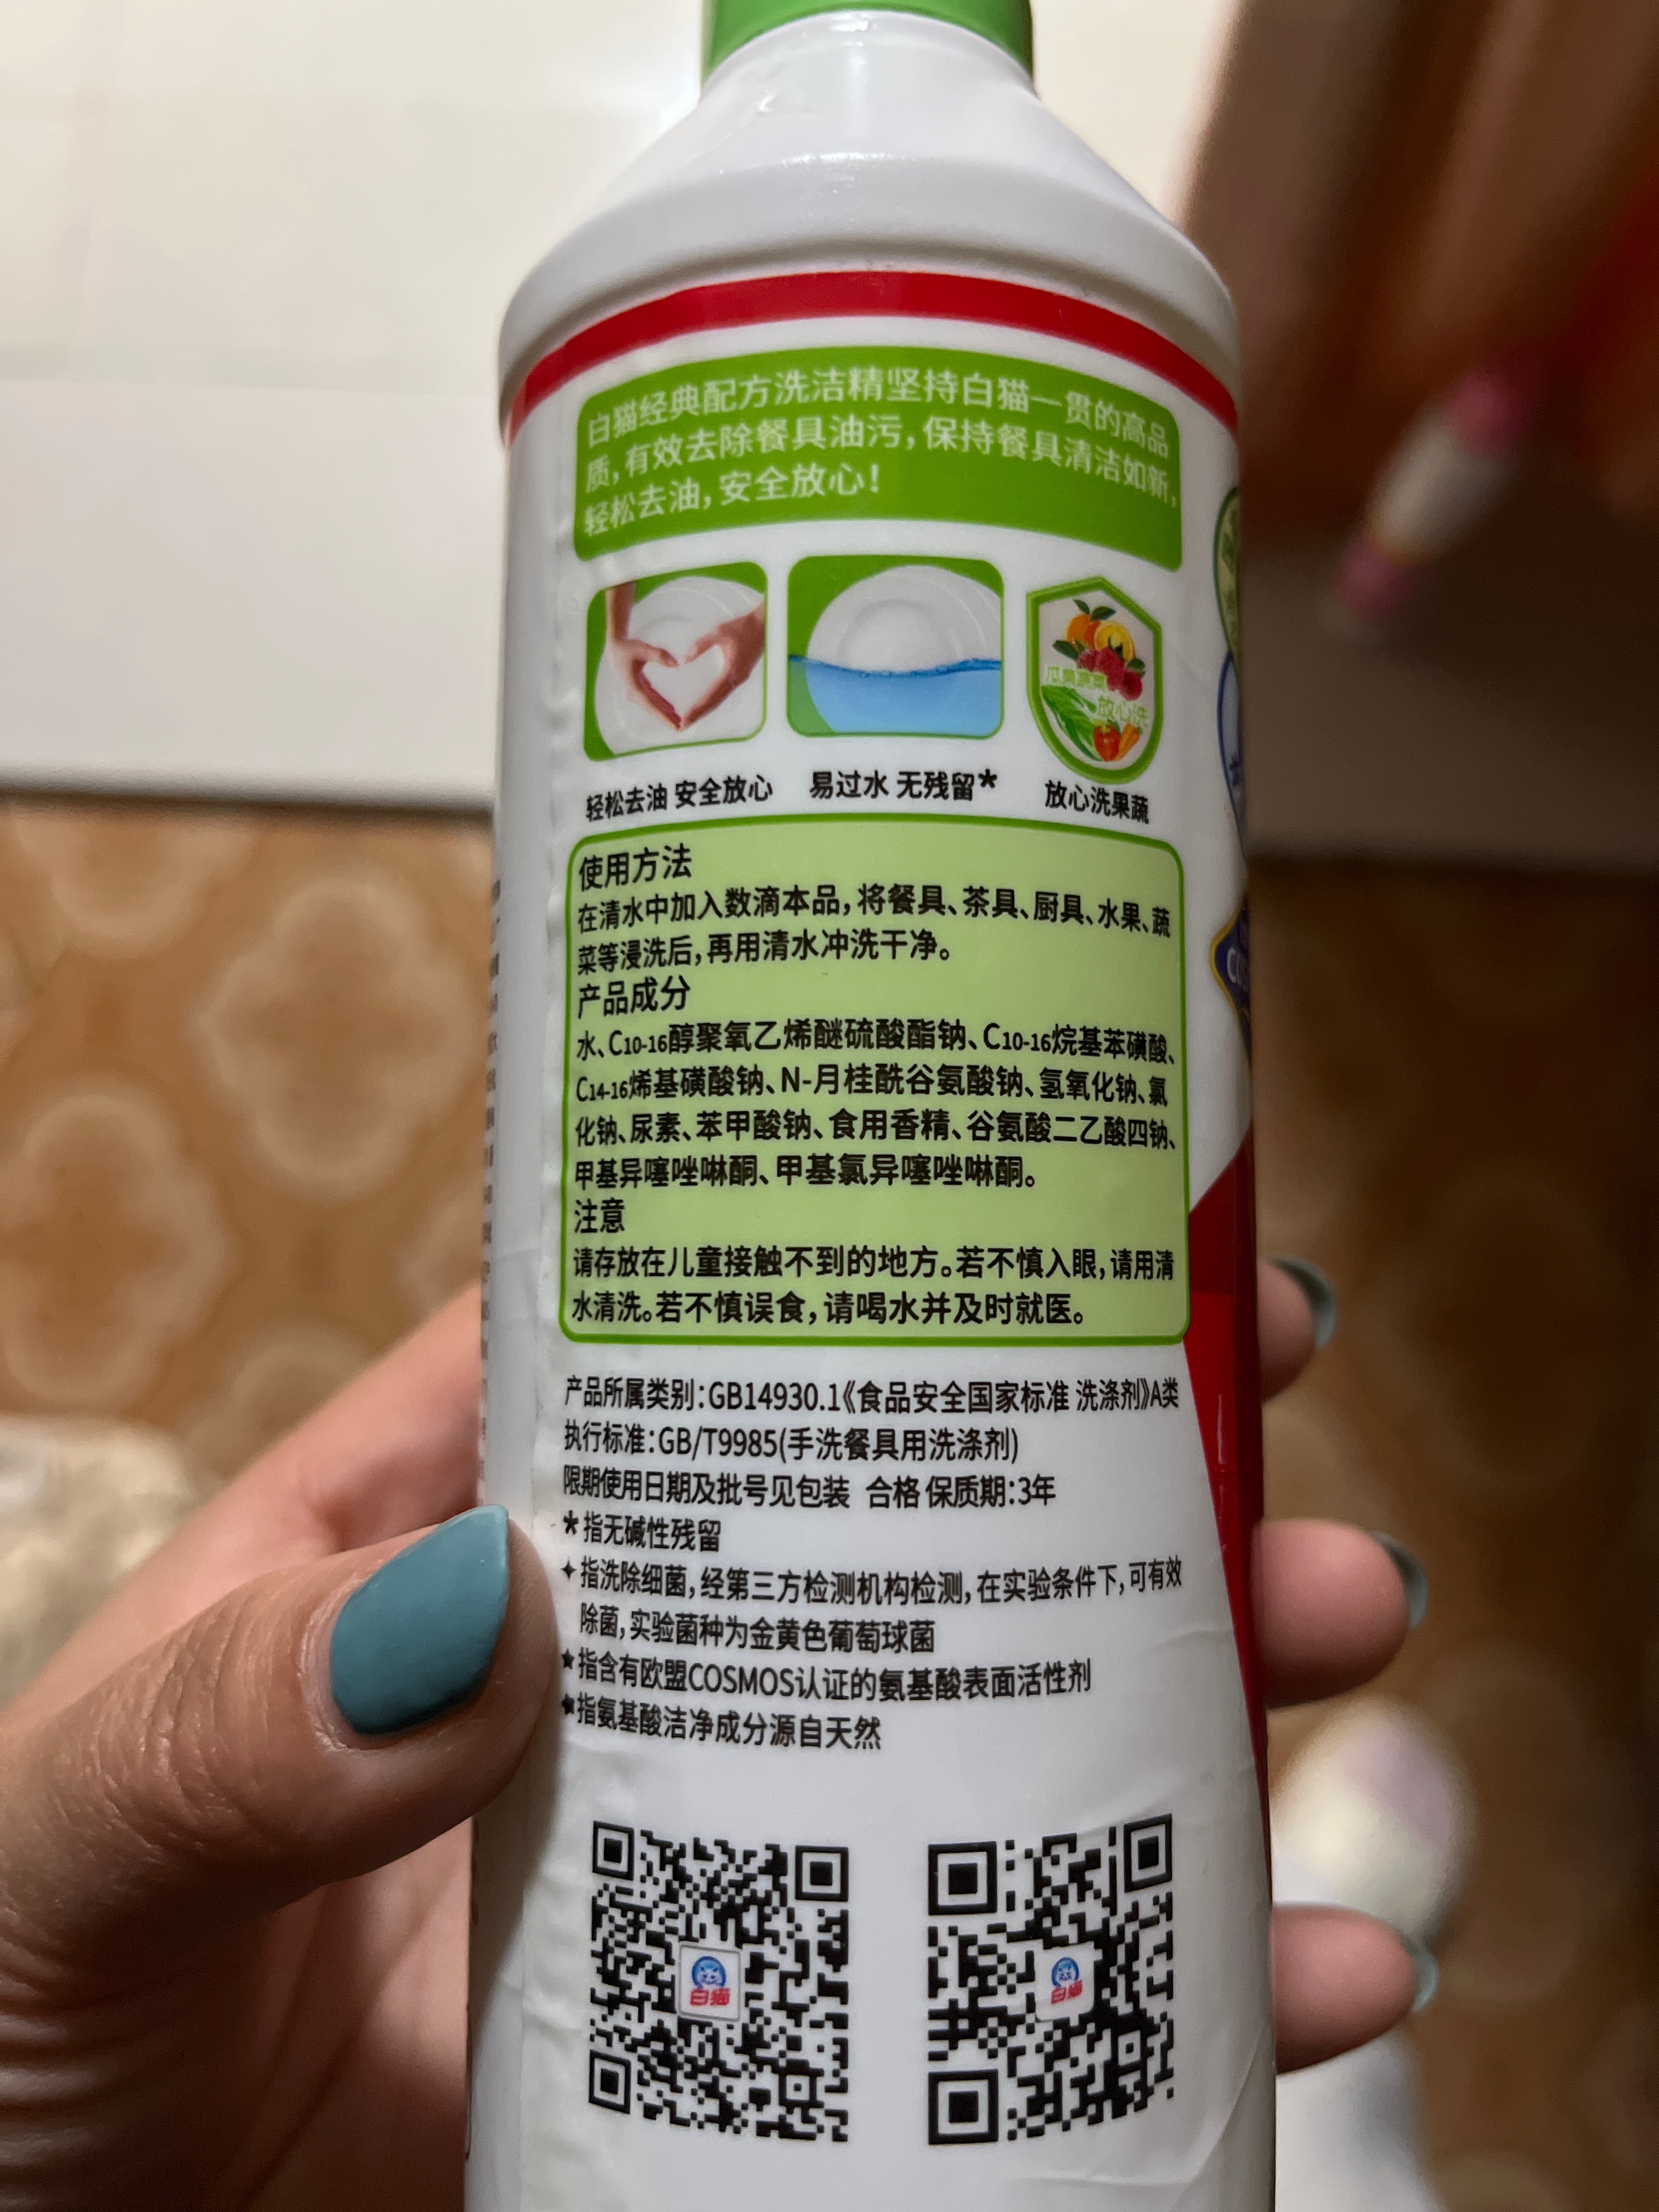 白猫经典配方洗洁精坚持白猫一贯的高品
质,有效去除餐具油污,保持餐具清洁如新,
轻松去油,安全放心!
瓜果蔬菜
放心洗
轻松去油 安全放心
易过水 无残留*
放心洗果蔬
使用方法
在清水中加入数滴本品,将餐具、茶具、厨具、水果、蔬
菜等浸洗后,再用清水冲洗干净。
产品成分
水、C10-16醇聚氧乙烯醚硫酸酯钠、C10-16烷基苯磺酸、
C14-16烯基磺酸钠、N-月桂酰谷氨酸钠、氢氧化钠、氯
化钠、尿素、苯甲酸钠、食用香精、谷氨酸二乙酸四钠、
甲基异噻唑啉酮、甲基氯异噻唑啉酮。
注意
请存放在儿童接触不到的地方。若不慎入眼,请用清
水清洗。若不慎误食,请喝水并及时就医。
产品所属类别:GB14930.1《食品安全国家标准 洗涤剂》A类
执行标准:GB/T9985(手洗餐具用洗涤剂)
限期使用日期及批号见包装 合格 保质期:3年
*指无碱性残留
✦指洗除细菌,经第三方检测机构检测,在实验条件下,可有效
除菌,实验菌种为金黄色葡萄球菌
★指含有欧盟COSMOS认证的氨基酸表面活性剂
指氨基酸洁净成分源自天然
白猫
白猫